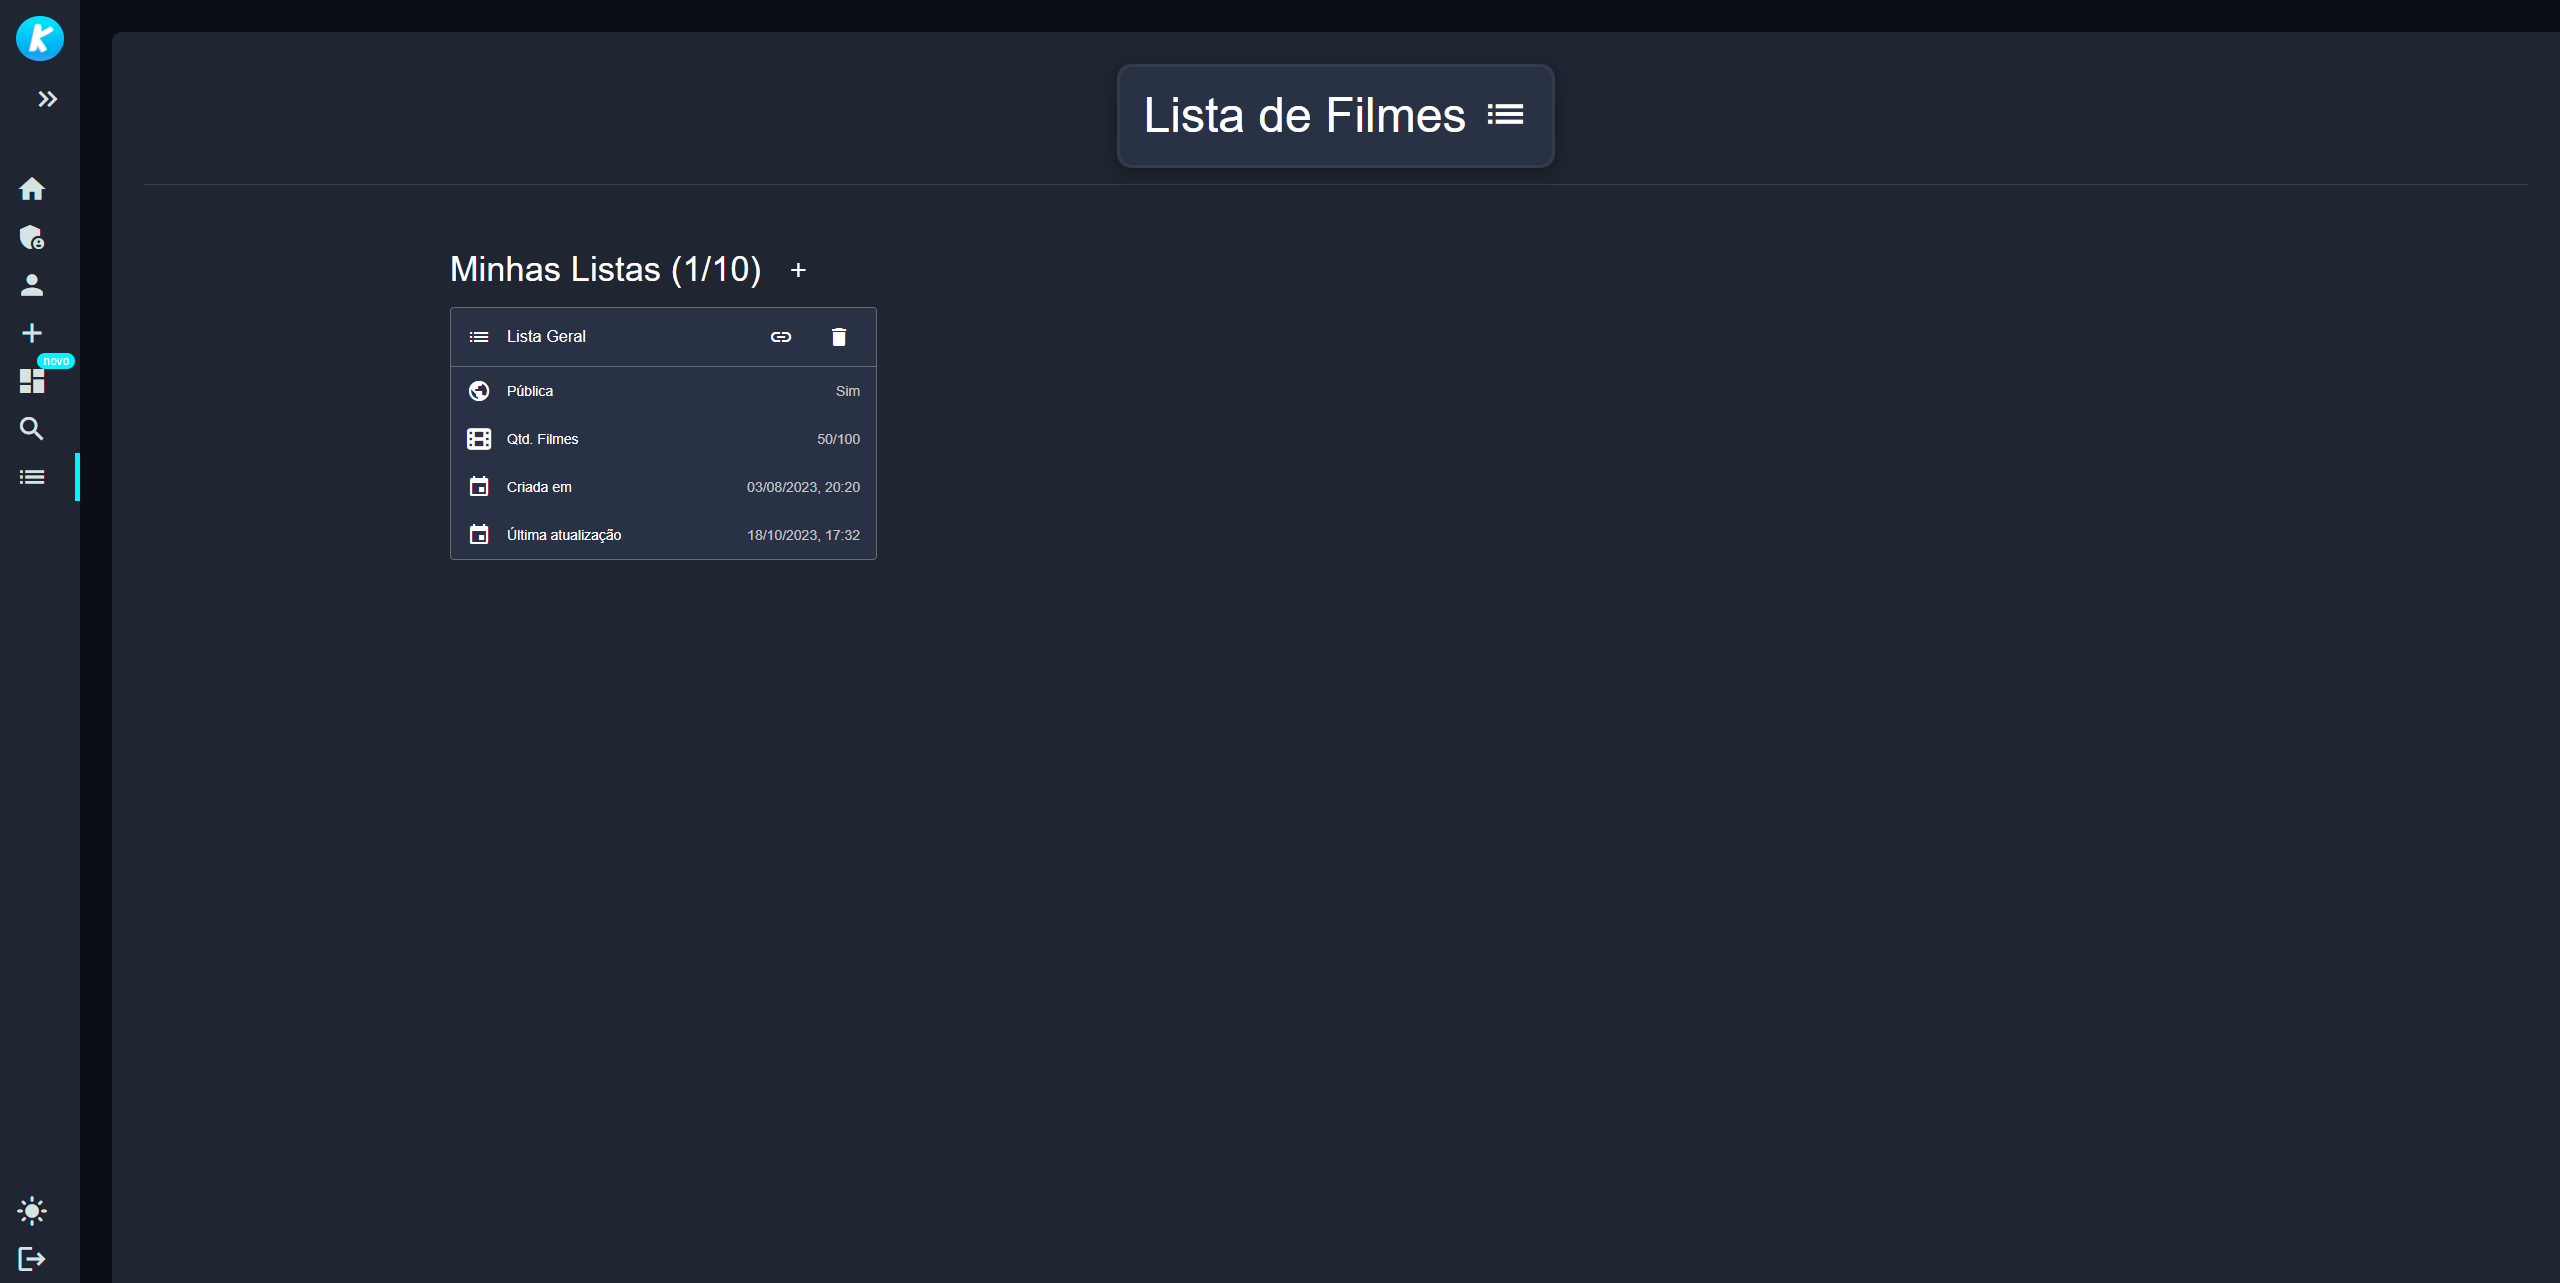 K
Lista de Filmes
Minhas Listas (1/10) +
Lista Geral
Pública Sim
Qtd. Filmes 50/100
Criada em 03/08/2023, 20:20
Última atualização 18/10/2023, 17:32
novo